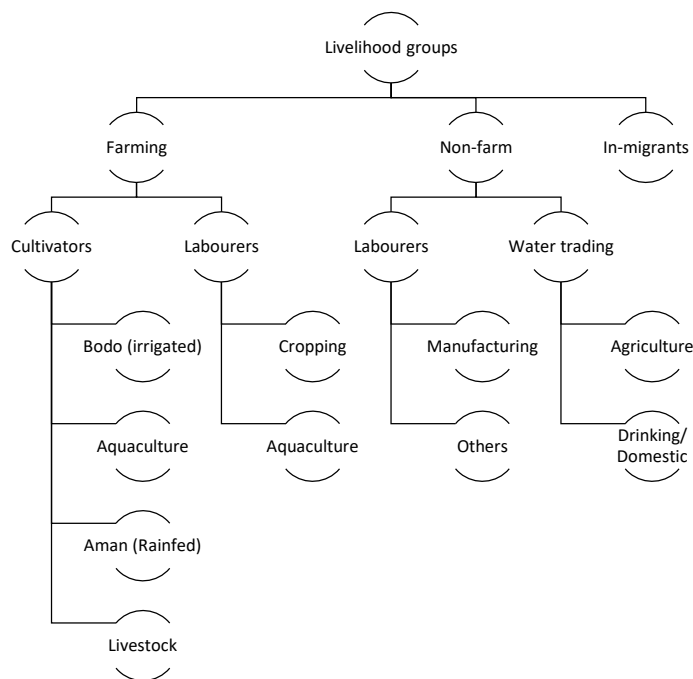 Livelihood groups
Farming
Non-farm
In-migrants
Cultivators
Labourers
Labourers
Water trading
Bodo (irrigated)
Cropping
Manufacturing
Agriculture
Aquaculture
Aquaculture
Others
Drinking/
Domestic
Aman (Rainfed)
Livestock